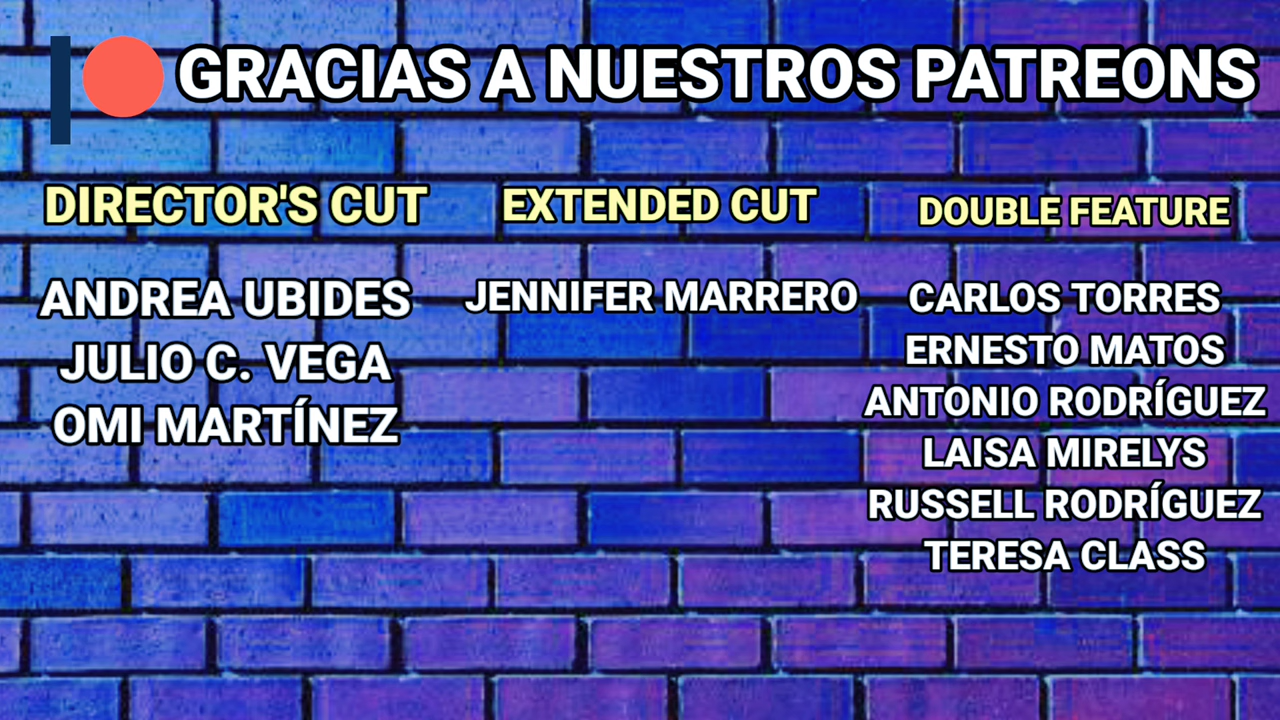 GRACIAS A NUESTROS PATREONS
DIRECTOR'S CUT
ANDREA UBIDES
JULIO C. VEGA
OMI MARTÍNEZ
EXTENDED CUT
JENNIFER MARRERO
DOUBLE FEATURE
CARLOS TORRES
ERNESTO MATOS
ANTONIO RODRÍGUEZ
LAISA MIRELYS
RUSSELL RODRÍGUEZ
TERESA CLASS